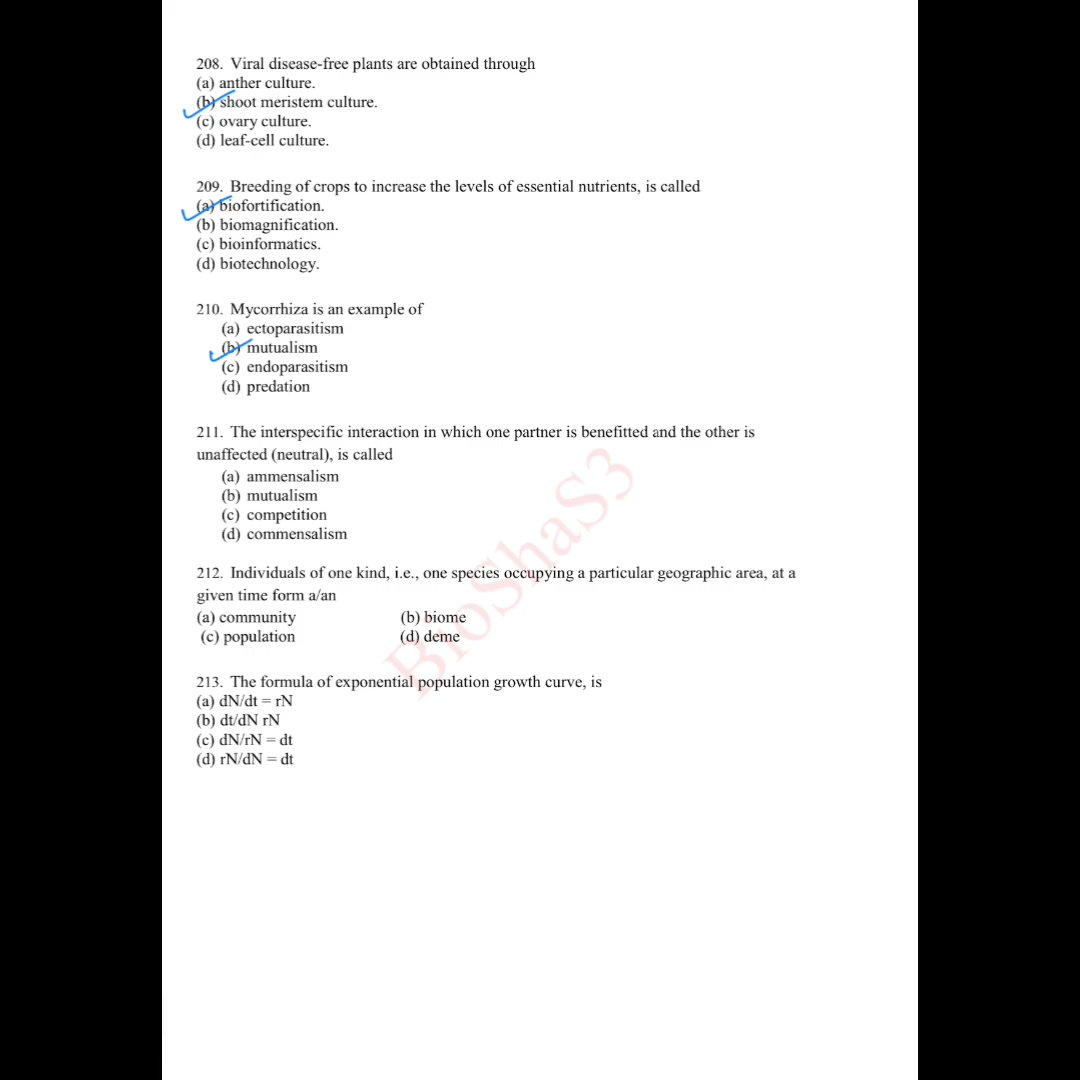 208. Viral disease-free plants are obtained through
(a) anther culture.
(b) shoot meristem culture.
(c) ovary culture.
(d) leaf-cell culture.
209. Breeding of crops to increase the levels of essential nutrients, is called
(a) biofortification.
(b) biomagnification.
(c) bioinformatics.
(d) biotechnology.
210. Mycorrhiza is an example of
(a) ectoparasitism
(b) mutualism
(c) endoparasitism
(d) predation
211. The interspecific interaction in which one partner is benefitted and the other is
unaffected (neutral), is called
(a) ammensalism
(b) mutualism
(c) competition
(d) commensalism
212. Individuals of one kind, i.e., one species occupying a particular geographic area, at a
given time form a/an
(a) community (b) biome
(c) population (d) deme
213. The formula of exponential population growth curve, is
(a) dN/dt = rN
(b) dt/dN rN
(c) dN/rN = dt
(d) rN/dN = dt
BioShaS3